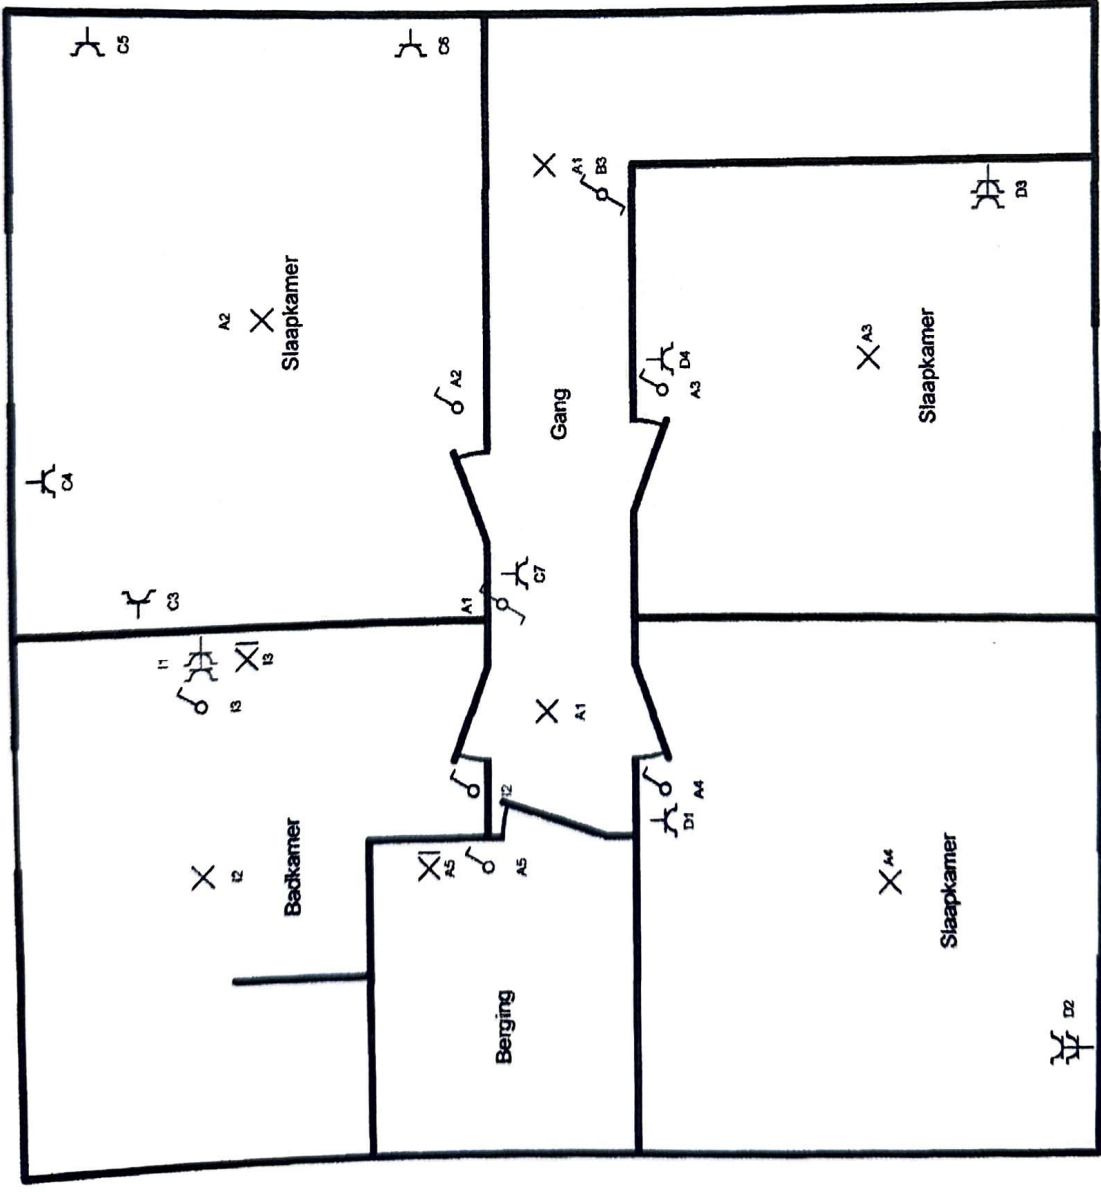 C4
C5
I1
C3
A2
I2
I3
I3
Badkamer
Slaapkamer
C6
A5
A2
A1
Berging
I2
A5
C7
Gang
A1
A1
B3
D1
D4
A4
A3
A3
A4
Slaapkamer
Slaapkamer
D3
D2